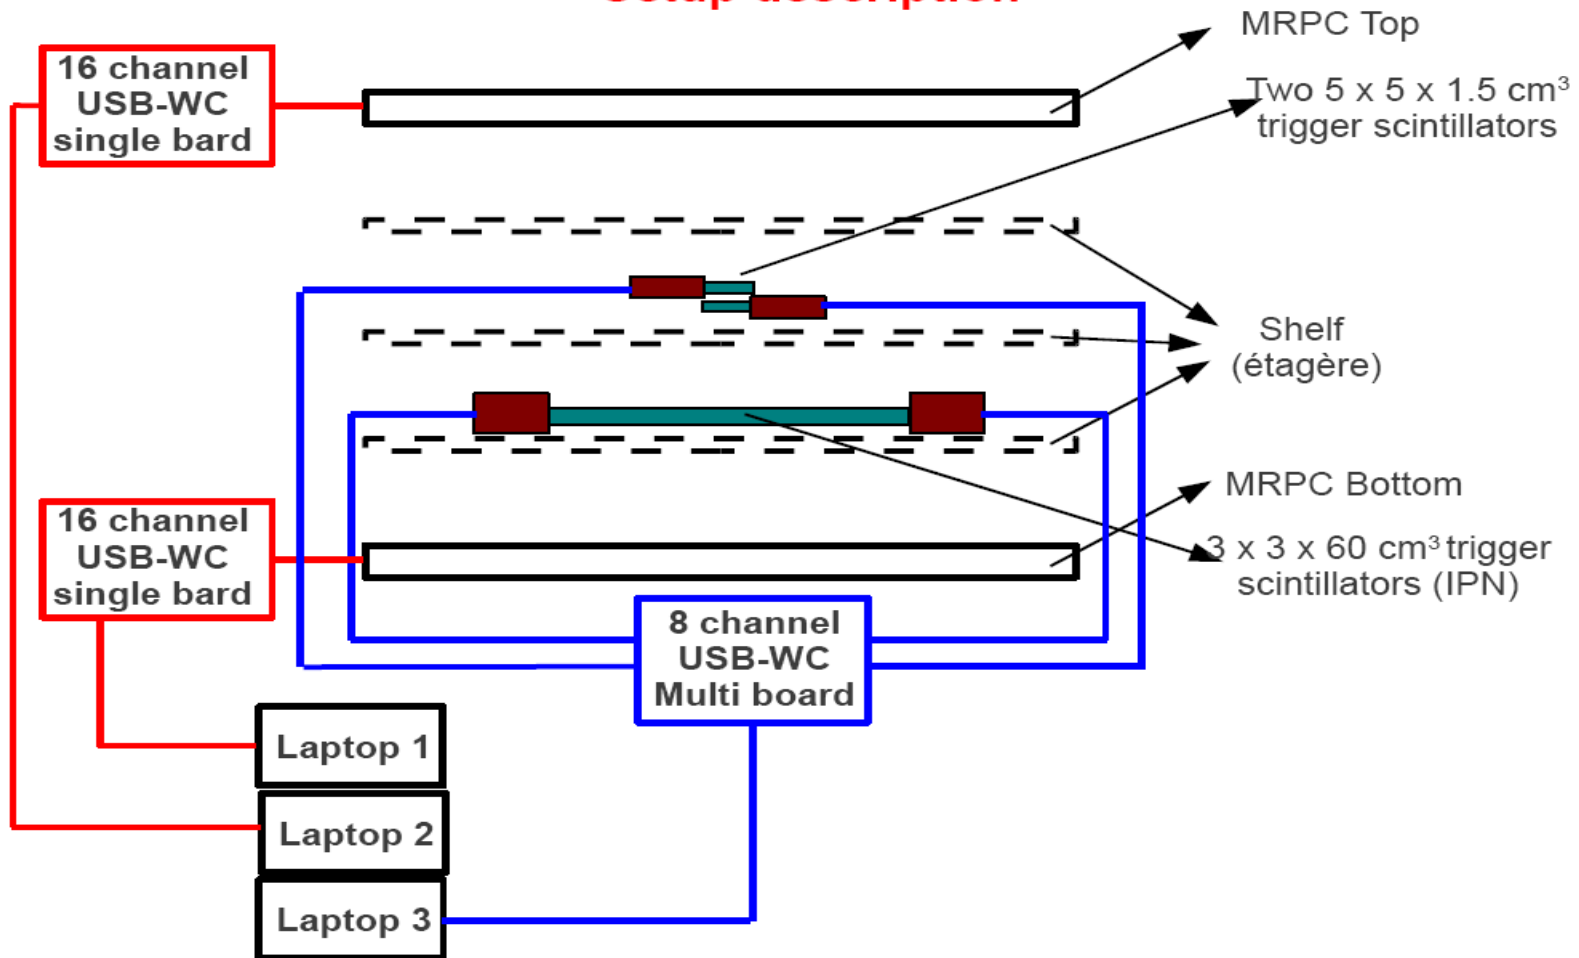 Setup description
MRPC Top
16 channel
USB-WC
single bard
Two 5 x 5 x 1.5 cm³
trigger scintillators
Shelf
(étagère)
MRPC Bottom
16 channel
USB-WC
single bard
3 x 3 x 60 cm³ trigger
scintillators (IPN)
8 channel
USB-WC
Multi board
Laptop 1
Laptop 2
Laptop 3